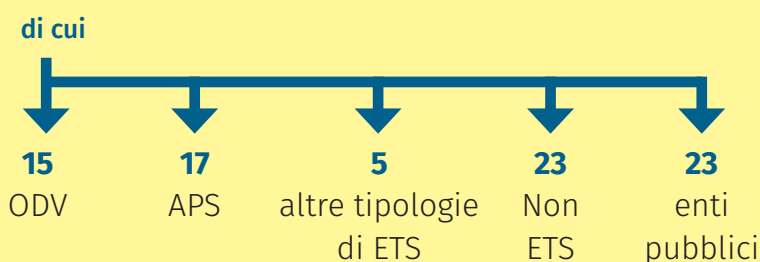 di cui
15 17 5 23 23
ODV APS altre tipologie Non enti
di ETS ETS pubblici